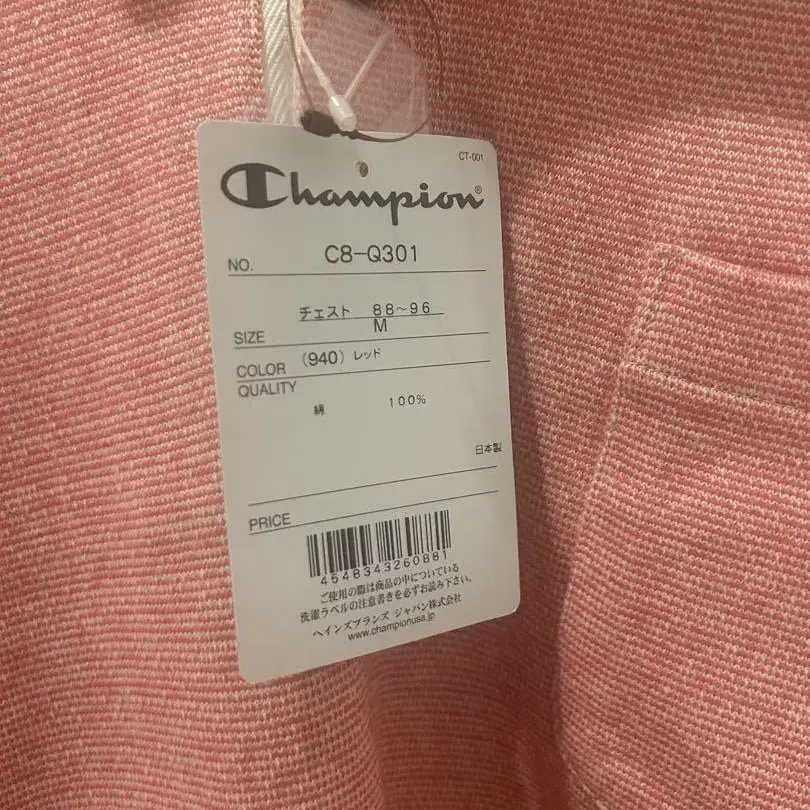 CT-001
Champion®
NO. C8-Q301
チェスト 88~96
SIZE M
COLOR (940) レッド
QUALITY
綿 100%
日本製
PRICE
4548343260881
ご使用の際は商品の中についている
洗濯ラベルの注意書きを必ずお読み下さい。
ヘインズブランズ ジャパン株式会社
www.championusa.jp